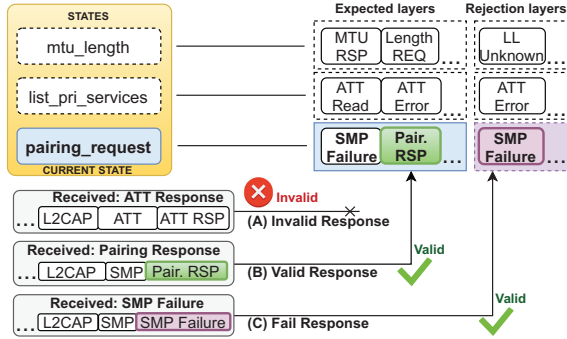 STATES
Expected layers
Rejection layers
mtu_length
MTU
RSP
Length
REQ
...
LL
Unknown
...
list_pri_services
ATT
Read
ATT
Error
...
ATT
Error
...
pairing_request
SMP
Failure
Pair.
RSP
...
SMP
Failure
...
CURRENT STATE
Received: ATT Response
... L2CAP ATT ATT RSP
Invalid
(A) Invalid Response
Received: Pairing Response
... L2CAP SMP Pair. RSP
(B) Valid Response
Valid
Received: SMP Failure
... L2CAP SMP SMP Failure
(C) Fail Response
Valid